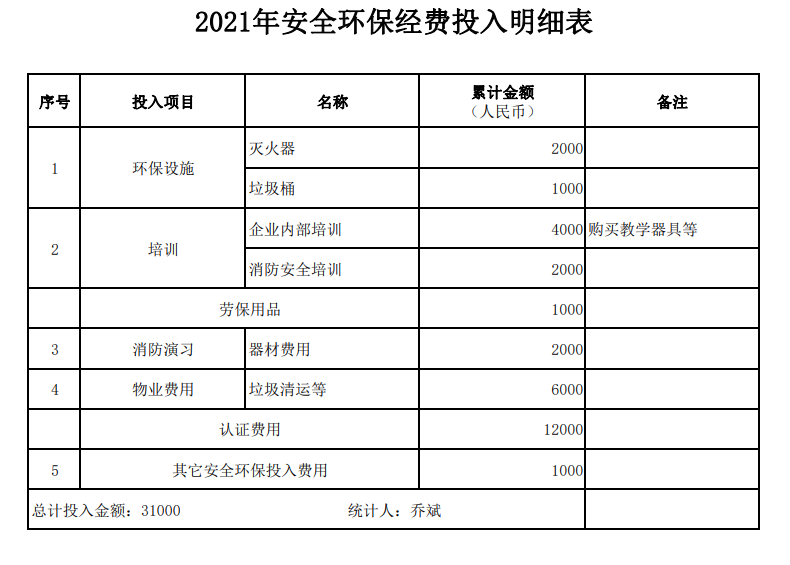 2021年安全环保经费投入明细表
序号 投入项目 名称 累计金额 备注
（人民币）
1 环保设施 灭火器 2000
垃圾桶 1000
2 培训 企业内部培训 4000 购买教学器具等
消防安全培训 2000
劳保用品 1000
3 消防演习 器材费用 2000
4 物业费用 垃圾清运等 6000
认证费用 12000
5 其它安全环保投入费用 1000
总计投入金额：31000 统计人：乔斌